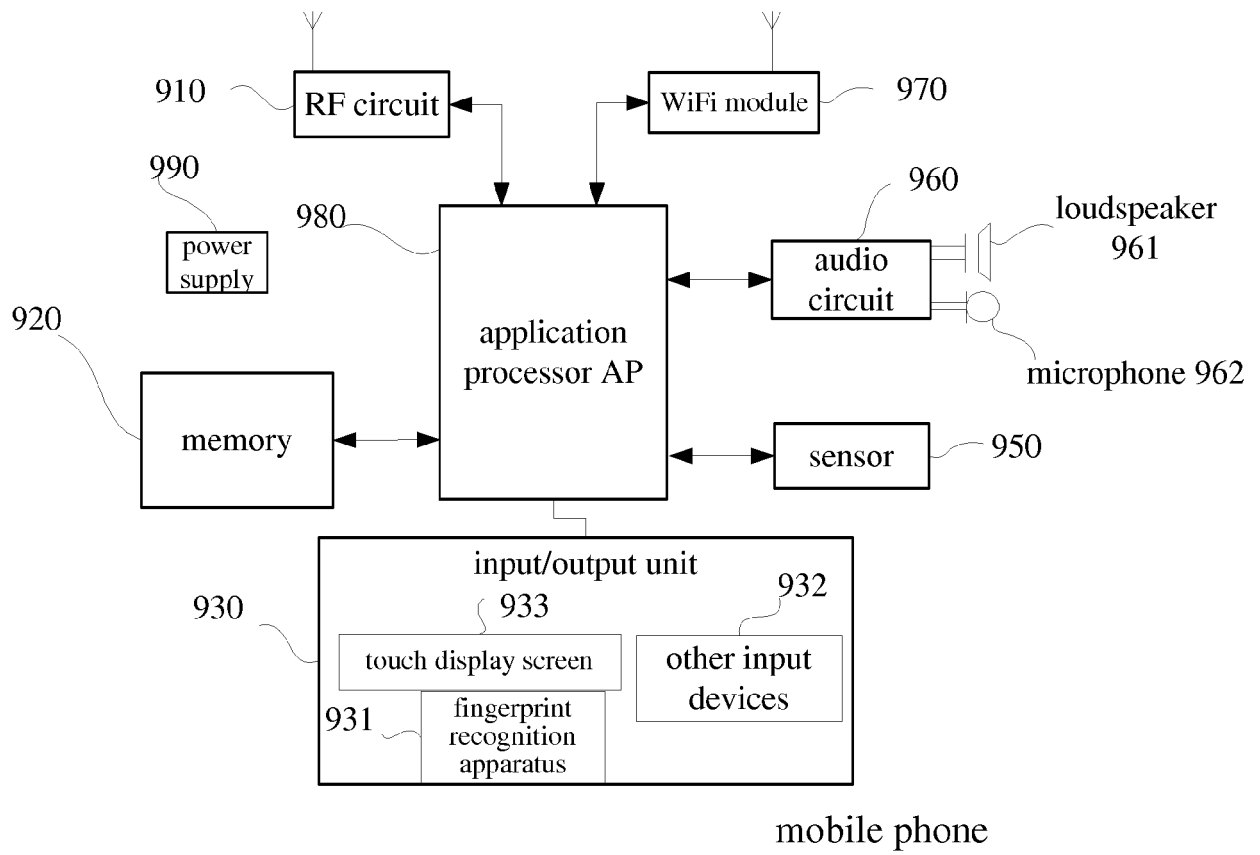 910
RF circuit
WiFi module
970
990
power
supply
980
960
loudspeaker
961
audio
circuit
920
application
processor AP
microphone 962
memory
sensor
950
input/output unit
930
933
932
touch display screen
other input
devices
931
fingerprint
recognition
apparatus
mobile phone